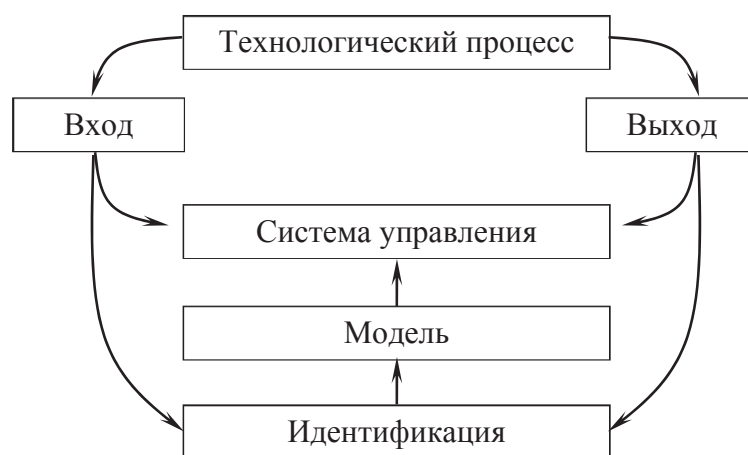 Технологический процесс
Вход
Выход
Система управления
Модель
Идентификация